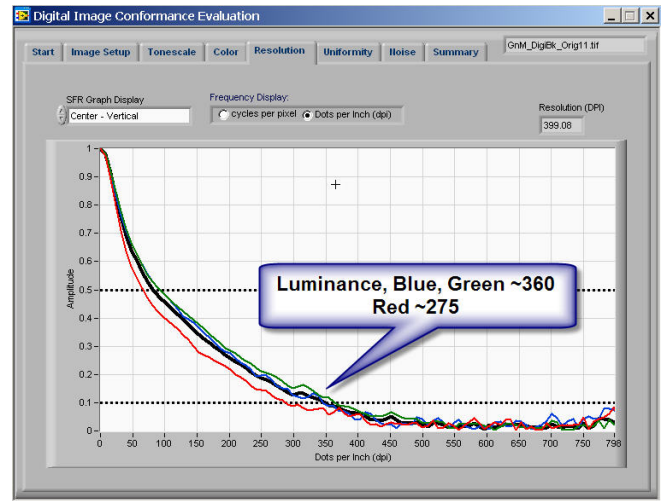 Digital Image Conformance Evaluation
Start Image Setup Tonescale Color Resolution Uniformity Noise Summary GnM_DigiBk_Orig11.tif
SFR Graph Display
Center - Vertical
Frequency Display:
cycles per pixel Dots per Inch (dpi)
Resolution (DPI)
399.08
1
0.9
0.8
0.7
0.6
0.5
0.4
0.3
0.2
0.1
0
Amplitude
Luminance, Blue, Green ~360
Red ~275
0 50 100 150 200 250 300 350 400 450 500 550 600 650 700 750 798
Dots per Inch (dpi)